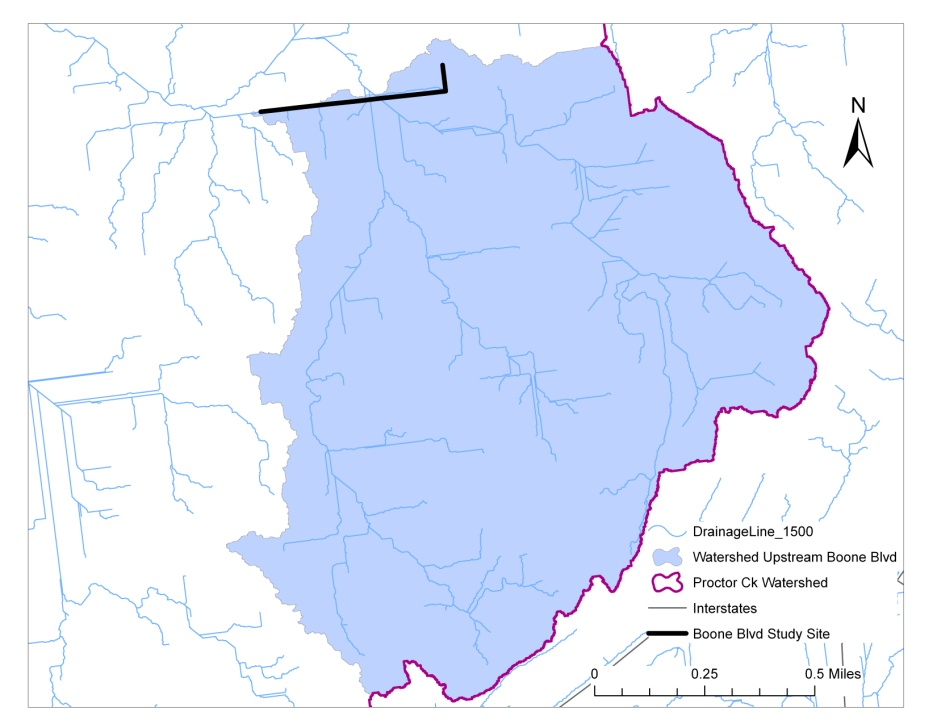 N
DrainageLine_1500
Watershed Upstream Boone Blvd
Proctor Ck Watershed
Interstates
Boone Blvd Study Site
0 0.25 0.5 Miles